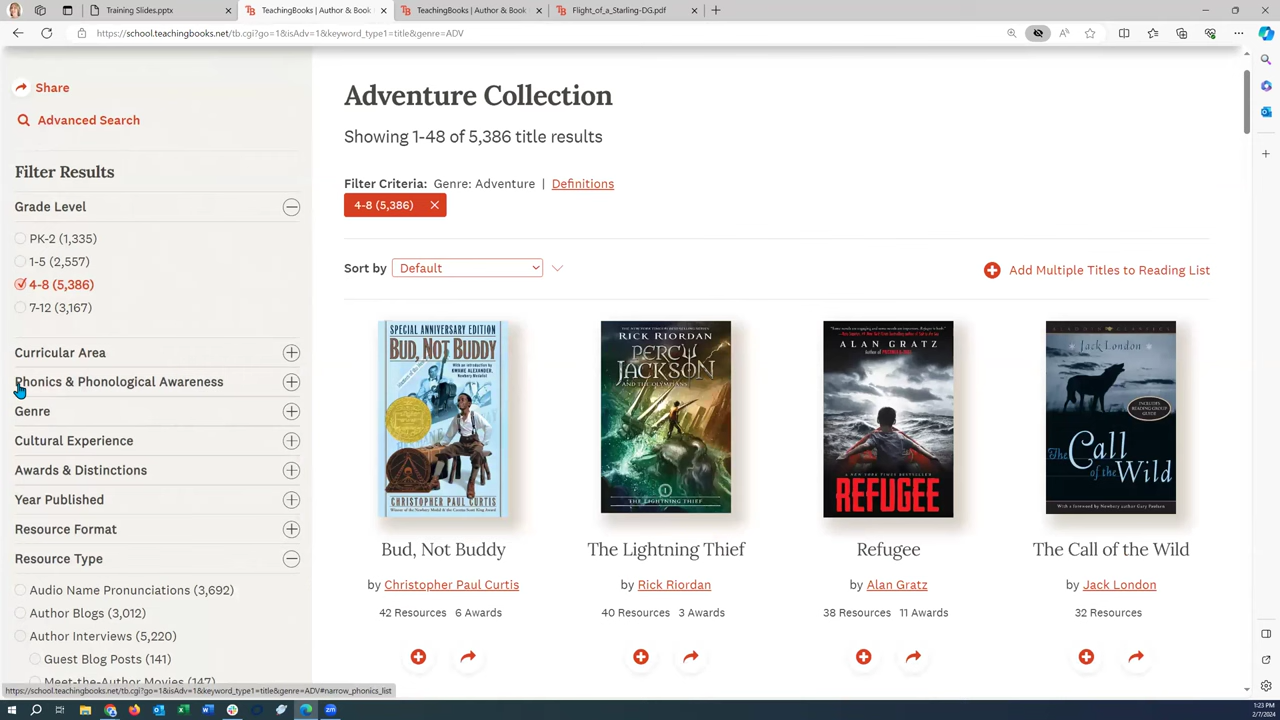 Training Slides.pptx
TeachingBooks | Author & Book
TeachingBooks | Author & Book
Flight_of_a_Starling-DG.pdf
https://school.teachingbooks.net/tb.cgi?go=1&isAdv=1&keyword_type1=title&genre=ADV
Share
Advanced Search
Filter Results
Grade Level
PK-2 (1,335)
1-5 (2,557)
4-8 (5,386)
7-12 (3,167)
Curricular Area
Phonics & Phonological Awareness
Genre
Cultural Experience
Awards & Distinctions
Year Published
Resource Format
Resource Type
Audio Name Pronunciations (3,692)
Author Blogs (3,012)
Author Interviews (5,220)
Guest Blog Posts (141)
Meet-the-Author Movies (147)
https://school.teachingbooks.net/tb.cgi?go=1&isAdv=1&keyword_type1=title&genre=ADV#narrow_phonics_list
Adventure Collection
Showing 1-48 of 5,386 title results
Filter Criteria: Genre: Adventure | Definitions
4-8 (5,386)
Sort by Default
Add Multiple Titles to Reading List
SPECIAL ANNIVERSARY EDITION
BUD, NOT BUDDY
CHRISTOPHER PAUL CURTIS
RICK RIORDAN
PERCY JACKSON
AND THE OLYMPIANS
THE LIGHTNING THIEF
ALAN GRATZ
REFUGEE
Jack London
The Call of the Wild
Bud, Not Buddy
by Christopher Paul Curtis
42 Resources 6 Awards
The Lightning Thief
by Rick Riordan
40 Resources 3 Awards
Refugee
by Alan Gratz
38 Resources 11 Awards
The Call of the Wild
by Jack London
32 Resources
1:23 PM
2/7/2024